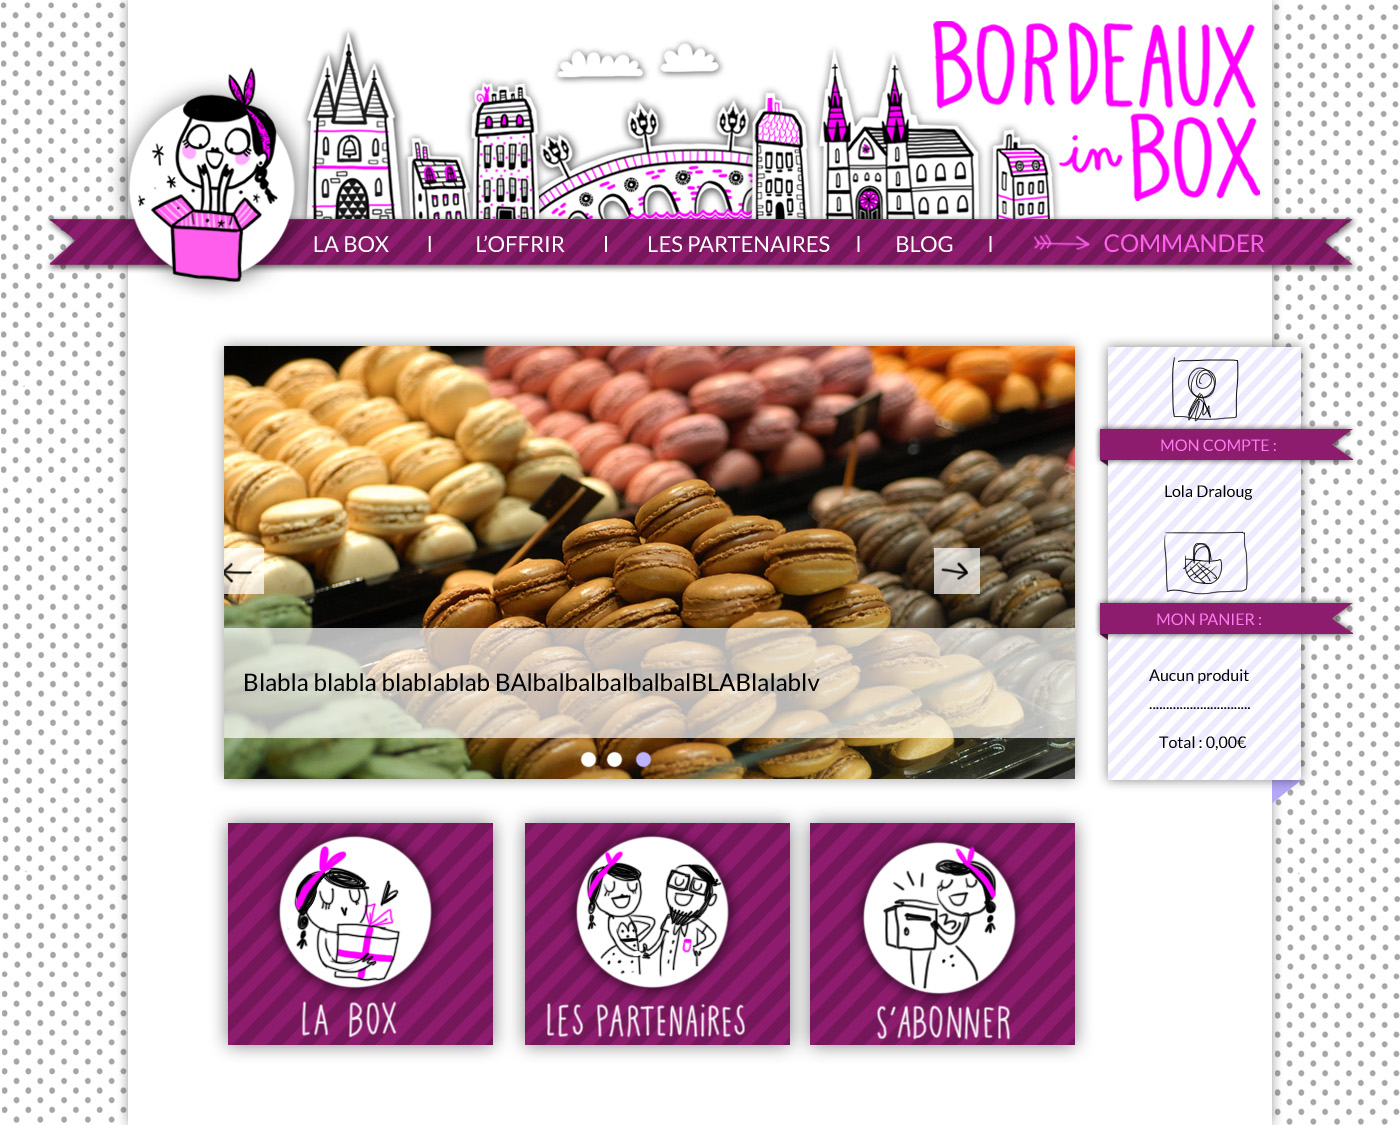 BORDEAUX
in BOX
LA BOX | L'OFFRIR | LES PARTENAIRES | BLOG | COMMANDER
MON COMPTE :
Lola Draloug
MON PANIER :
Aucun produit
..............................
Total : 0,00€
Blabla blabla blablablab BAlbalbalbalbalbalBLABlalablv
LA BOX
LES PARTENAiRES
S'ABONNER